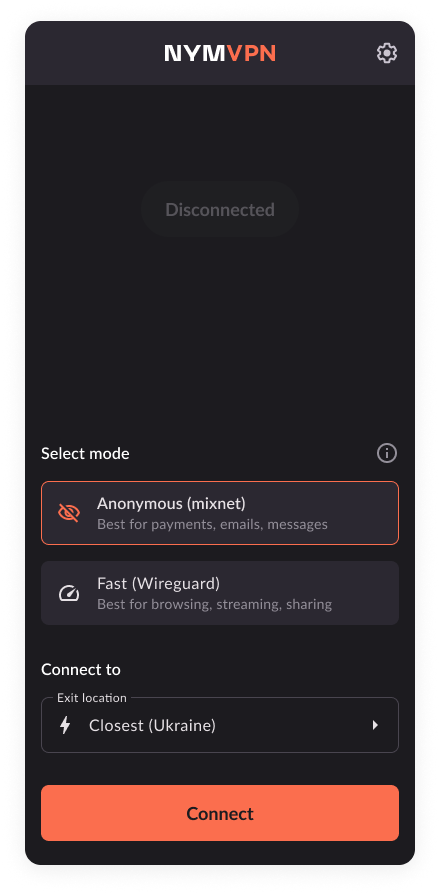 NYMVPN
Disconnected
Select mode
Anonymous (mixnet)
Best for payments, emails, messages
Fast (Wireguard)
Best for browsing, streaming, sharing
Connect to
Exit location
Closest (Ukraine)
Connect